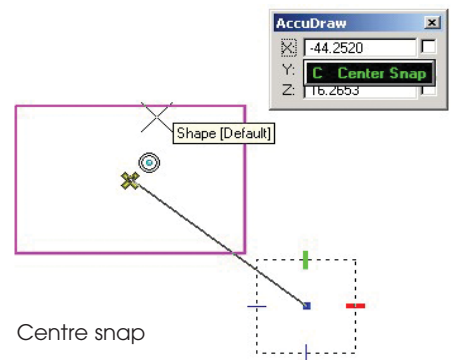 AccuDraw
X: -44.2520
Y:
C Center Snap
Z: 16.2653
Shape [Default]
Centre snap